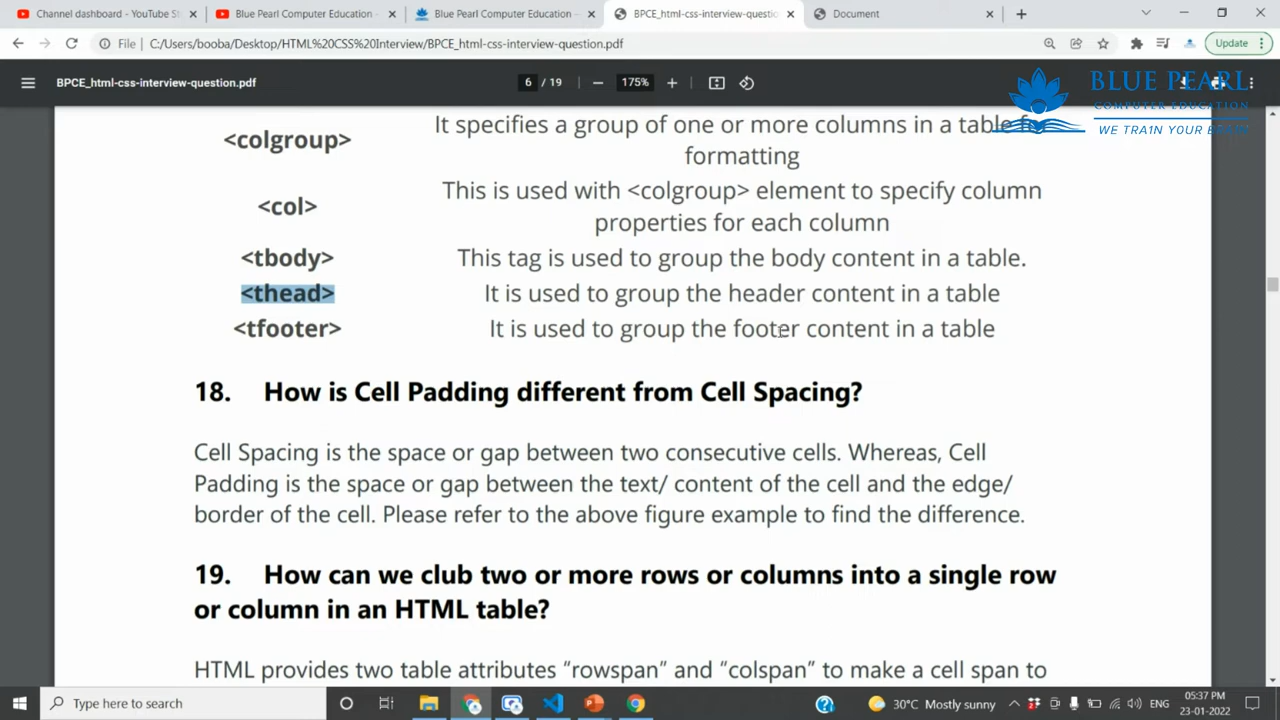 Channel dashboard - YouTube St
Blue Pearl Computer Education -
Blue Pearl Computer Education –
BPCE_html-css-interview-questio
Document
File
C:/Users/booba/Desktop/HTML%20CSS%20Interview/BPCE_html-css-interview-question.pdf
Update
BPCE_html-css-interview-question.pdf
6 / 19
175%
BLUE PEARL
COMPUTER EDUCATION
WE TRA1N YOUR BRA1N
<colgroup>
It specifies a group of one or more columns in a table for
formatting
<col>
This is used with <colgroup> element to specify column
properties for each column
<tbody>
This tag is used to group the body content in a table.
<thead>
It is used to group the header content in a table
<tfooter>
It is used to group the footer content in a table
18. How is Cell Padding different from Cell Spacing?
Cell Spacing is the space or gap between two consecutive cells. Whereas, Cell
Padding is the space or gap between the text/ content of the cell and the edge/
border of the cell. Please refer to the above figure example to find the difference.
19. How can we club two or more rows or columns into a single row
or column in an HTML table?
HTML provides two table attributes “rowspan” and “colspan” to make a cell span to
Type here to search
30°C Mostly sunny
ENG
05:37 PM
23-01-2022